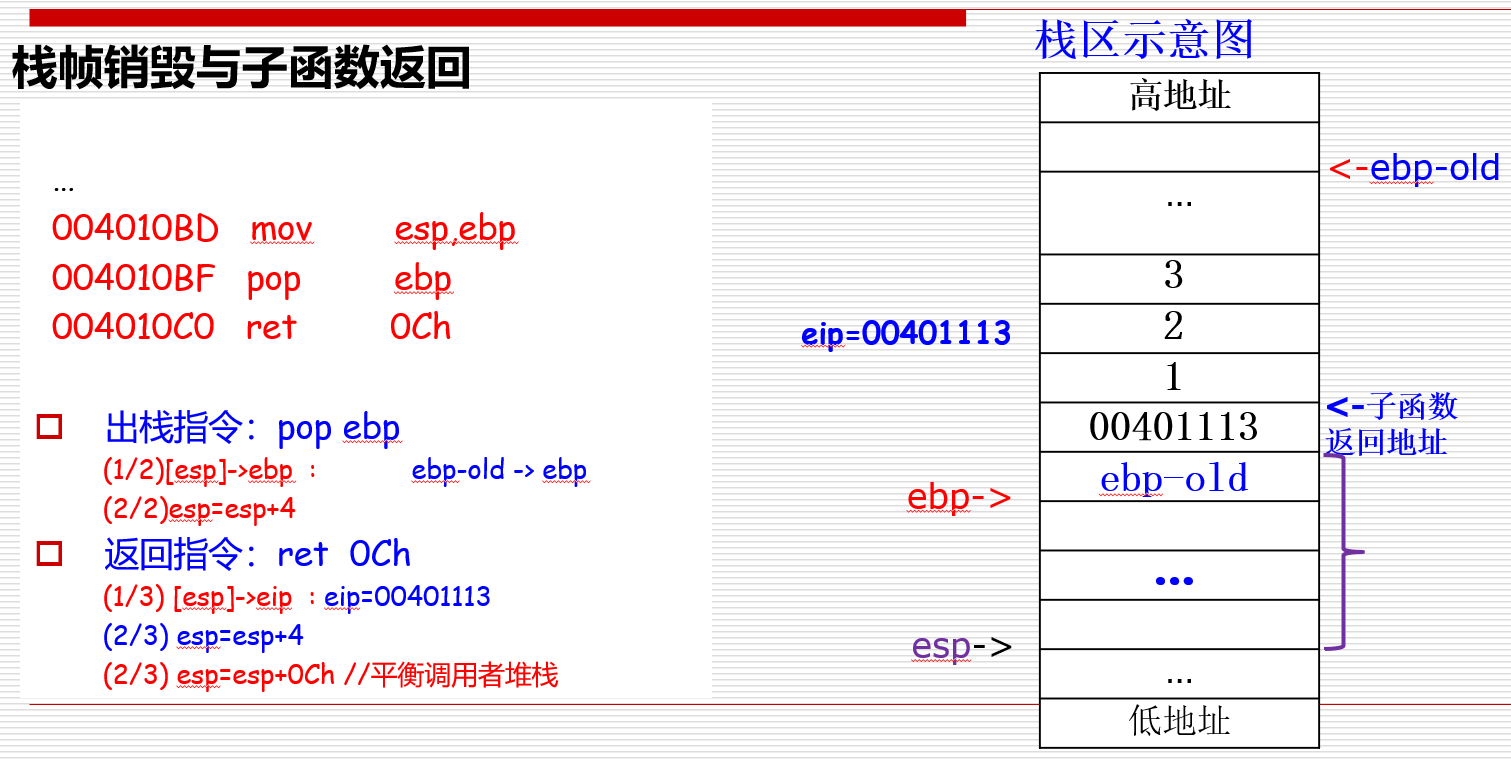 栈帧销毁与子函数返回
...
004010BD mov esp,ebp
004010BF pop ebp
004010C0 ret 0Ch
出栈指令：pop ebp
(1/2)[esp]->ebp : ebp-old -> ebp
(2/2)esp=esp+4
返回指令：ret 0Ch
(1/3) [esp]->eip : eip=00401113
(2/3) esp=esp+4
(2/3) esp=esp+0Ch //平衡调用者堆栈
栈区示意图
高地址
<-ebp-old
...
3
eip=00401113
2
1
00401113
<-子函数
返回地址
ebp->
ebp-old
...
esp->
...
低地址